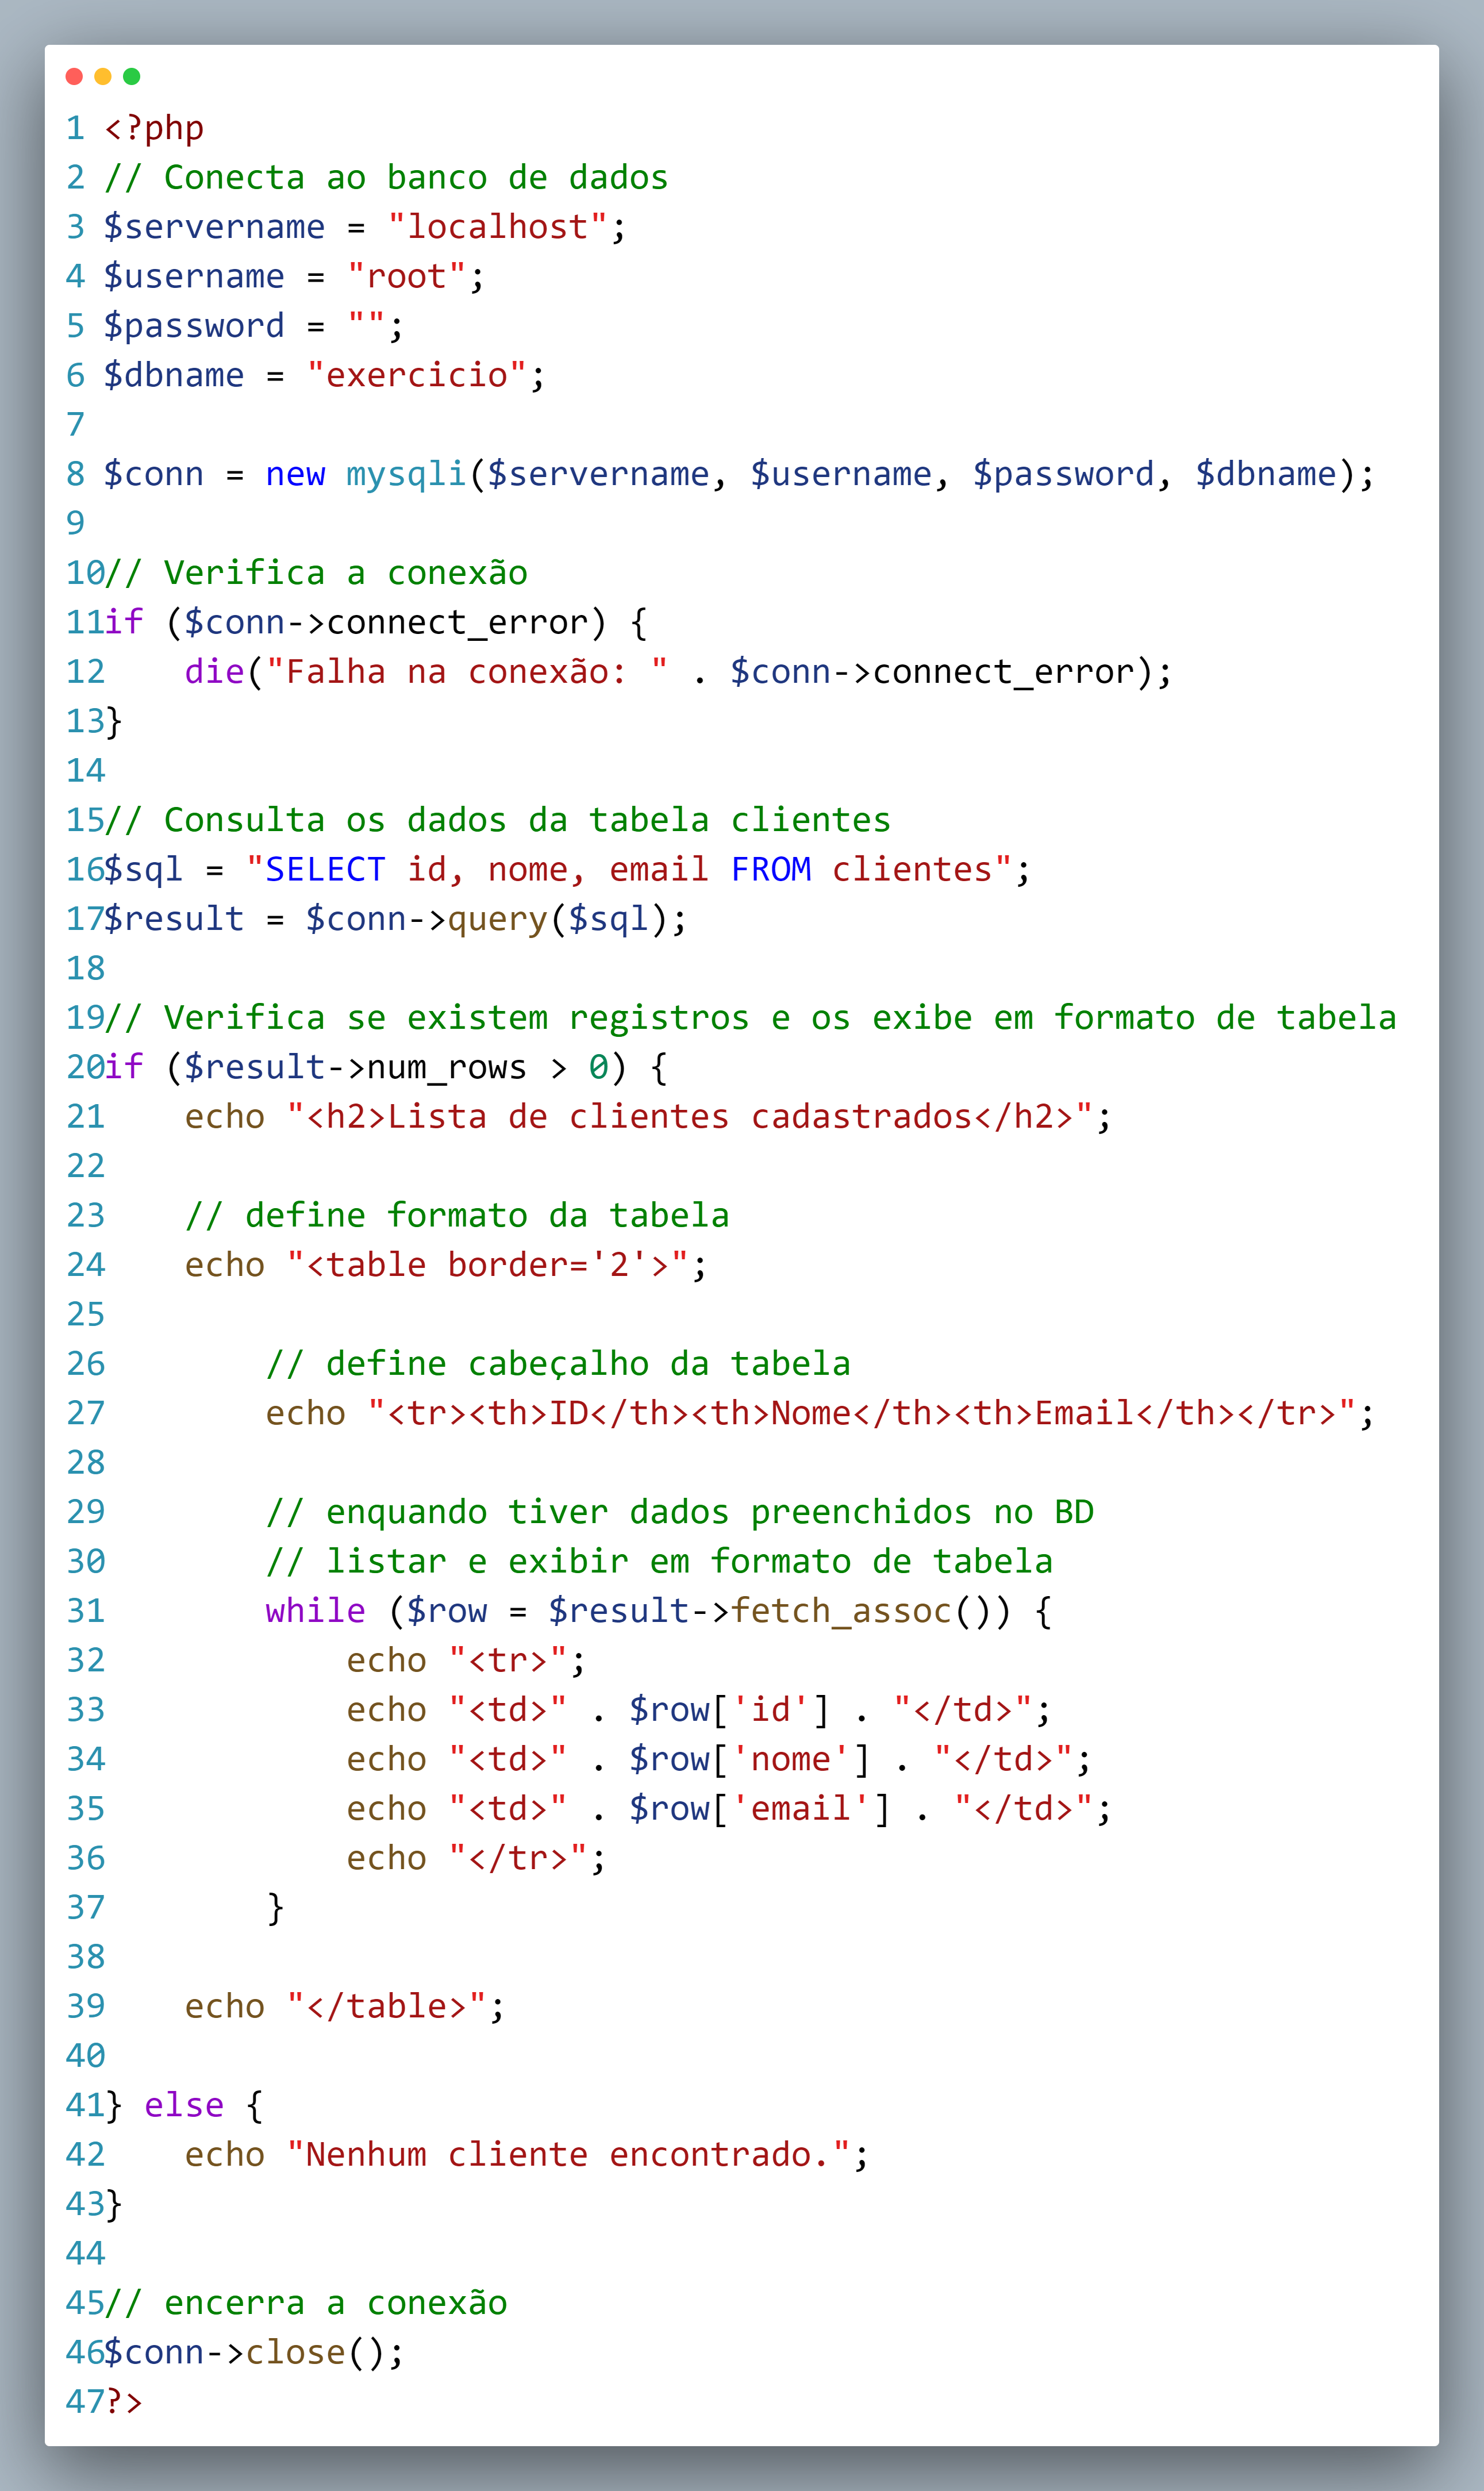 1 <?php
2 // Conecta ao banco de dados
3 $servername = "localhost";
4 $username = "root";
5 $password = "";
6 $dbname = "exercicio";
7
8 $conn = new mysqli($servername, $username, $password, $dbname);
9
10// Verifica a conexão
11if ($conn->connect_error) {
12    die("Falha na conexão: " . $conn->connect_error);
13}
14
15// Consulta os dados da tabela clientes
16$sql = "SELECT id, nome, email FROM clientes";
17$result = $conn->query($sql);
18
19// Verifica se existem registros e os exibe em formato de tabela
20if ($result->num_rows > 0) {
21    echo "<h2>Lista de clientes cadastrados</h2>";
22
23    // define formato da tabela
24    echo "<table border='2'>";
25
26        // define cabeçalho da tabela
27        echo "<tr><th>ID</th><th>Nome</th><th>Email</th></tr>";
28
29        // enquando tiver dados preenchidos no BD
30        // listar e exibir em formato de tabela
31        while ($row = $result->fetch_assoc()) {
32            echo "<tr>";
33            echo "<td>" . $row['id'] . "</td>";
34            echo "<td>" . $row['nome'] . "</td>";
35            echo "<td>" . $row['email'] . "</td>";
36            echo "</tr>";
37        }
38
39    echo "</table>";
40
41} else {
42    echo "Nenhum cliente encontrado.";
43}
44
45// encerra a conexão
46$conn->close();
47?>